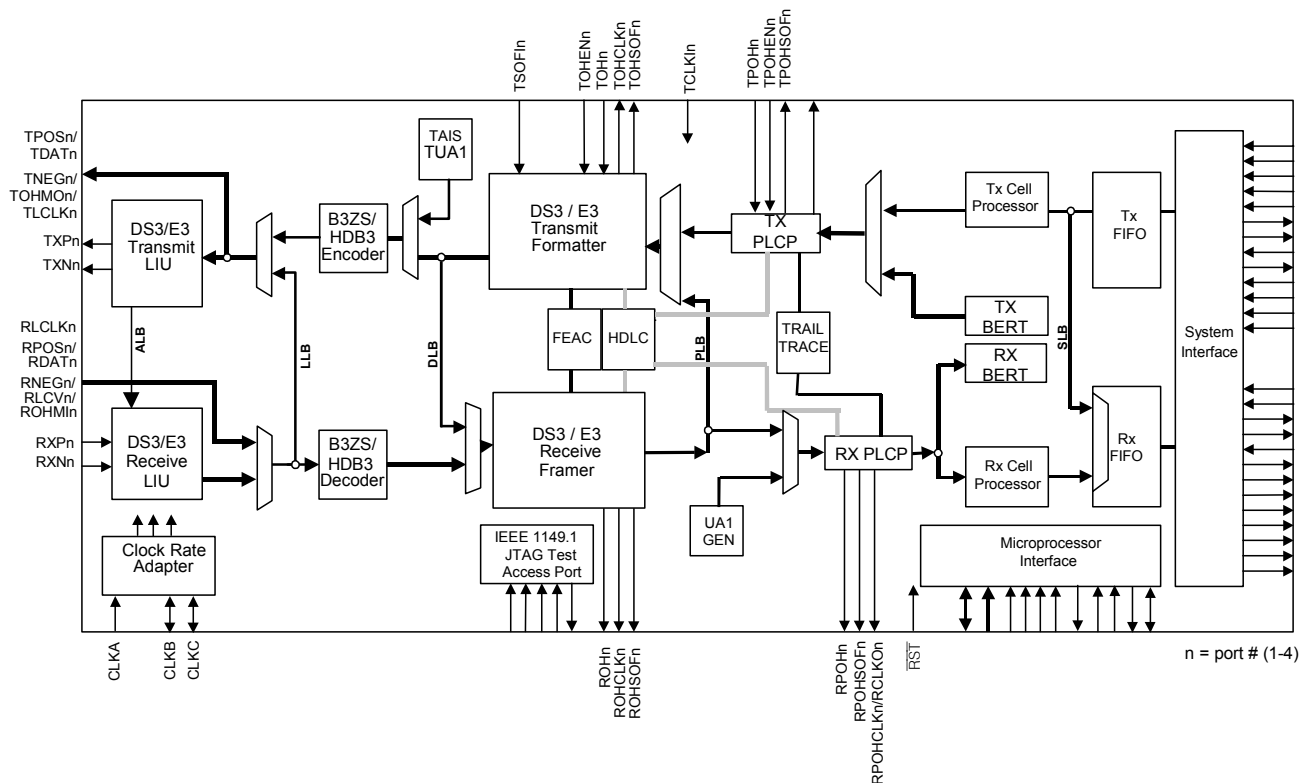 TSOFIn
TOHENn
TOHn
TOHCLKn
TOHSOFn
TCLKIn
TPOHn
TPOHENn
TPOHSOFn
TPOSn/
TDATn
TNEGn/
TOHMOn/
TLCLKn
TXPn
TXNn
RLCLKn
RPOSn/
RDATn
RNEGn/
RLCVn/
ROHMIn
RXPn
RXNn
DS3/E3
Transmit
LIU
ALB
DS3/E3
Receive
LIU
Clock Rate
Adapter
LLB
B3ZS/
HDB3
Encoder
B3ZS/
HDB3
Decoder
TAIS
TUA1
DLB
DS3 / E3
Transmit
Formatter
FEAC
HDLC
DS3 / E3
Receive
Framer
IEEE 1149.1
JTAG Test
Access Port
PLB
UA1
GEN
TX
PLCP
TRAIL
TRACE
RX PLCP
Tx Cell
Processor
TX
BERT
RX
BERT
Rx Cell
Processor
SLB
Tx
FIFO
Rx
FIFO
System
Interface
Microprocessor
Interface
CLKA
CLKB
CLKC
ROHn
ROHCLKn
ROHSOFn
RPOHn
RPOHSOFn
RPOHCLKn/RCLKOn
RST
n = port # (1-4)